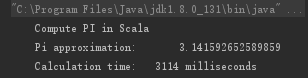 "C:\Program Files\Java\jdk1.8.0_131\bin\java" ...
Compute PI in Scala
Pi approximation: 3.141592652589859
Calculation time: 3114 milliseconds